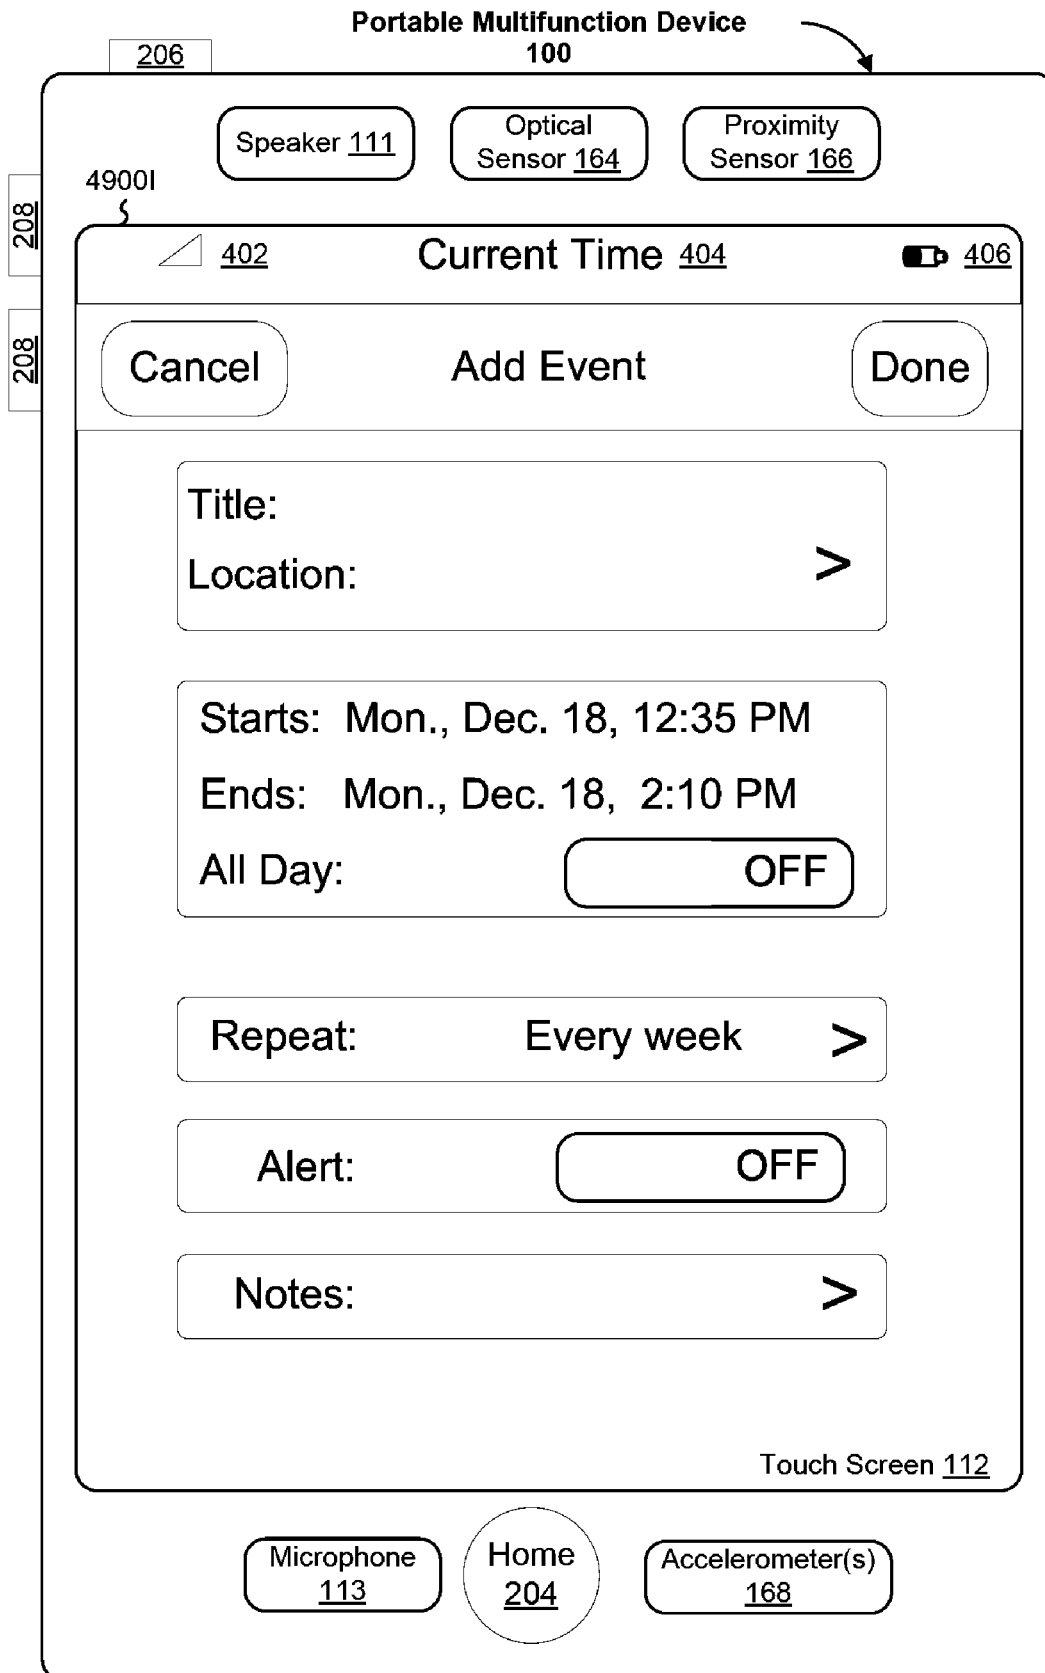 Portable Multifunction Device
100
206
Speaker 111
Optical
Sensor 164
Proximity
Sensor 166
4900I
208
402
Current Time 404
406
208
Cancel
Add Event
Done
Title:
Location:
>
Starts: Mon., Dec. 18, 12:35 PM
Ends: Mon., Dec. 18, 2:10 PM
All Day:
OFF
Repeat:
Every week
>
Alert:
OFF
Notes:
>
Touch Screen 112
Microphone
113
Home
204
Accelerometer(s)
168